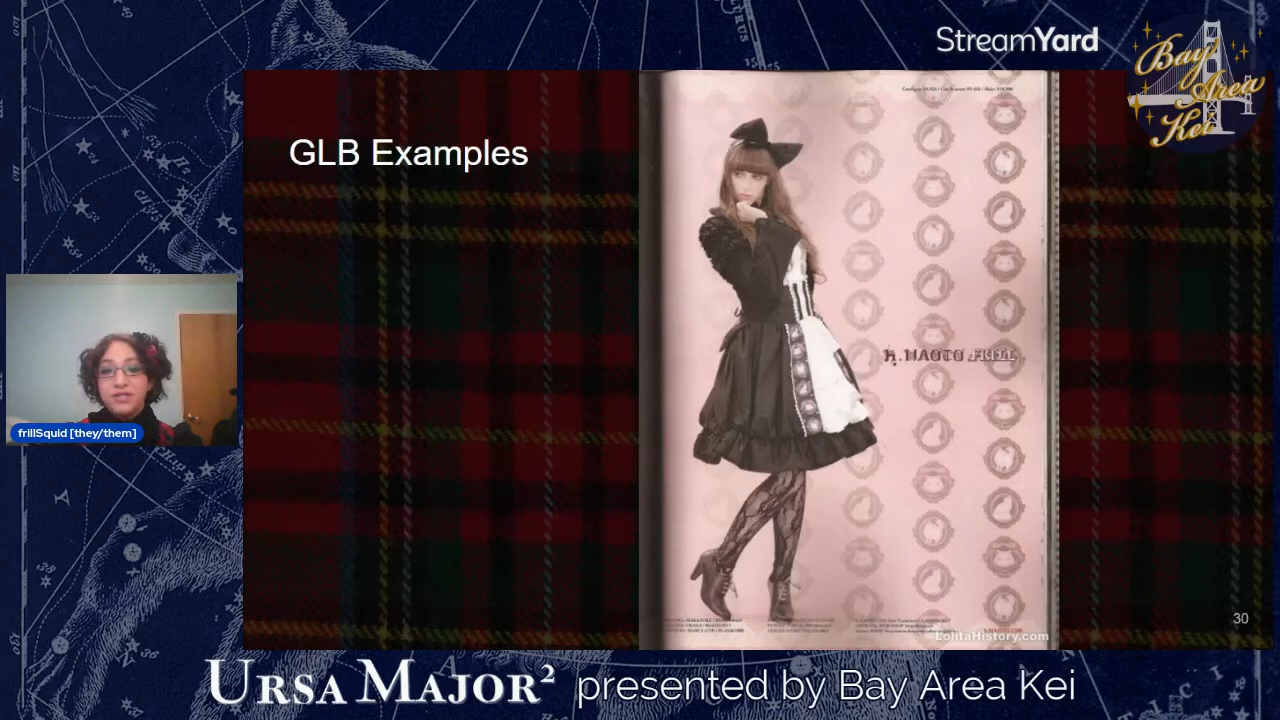 StreamYard
Bay
Area
Kei
GLB Examples
H. NAOTO FRILL
frillSquid [they/them]
30
LolitaHistory.com
URSA MAJOR² presented by Bay Area Kei